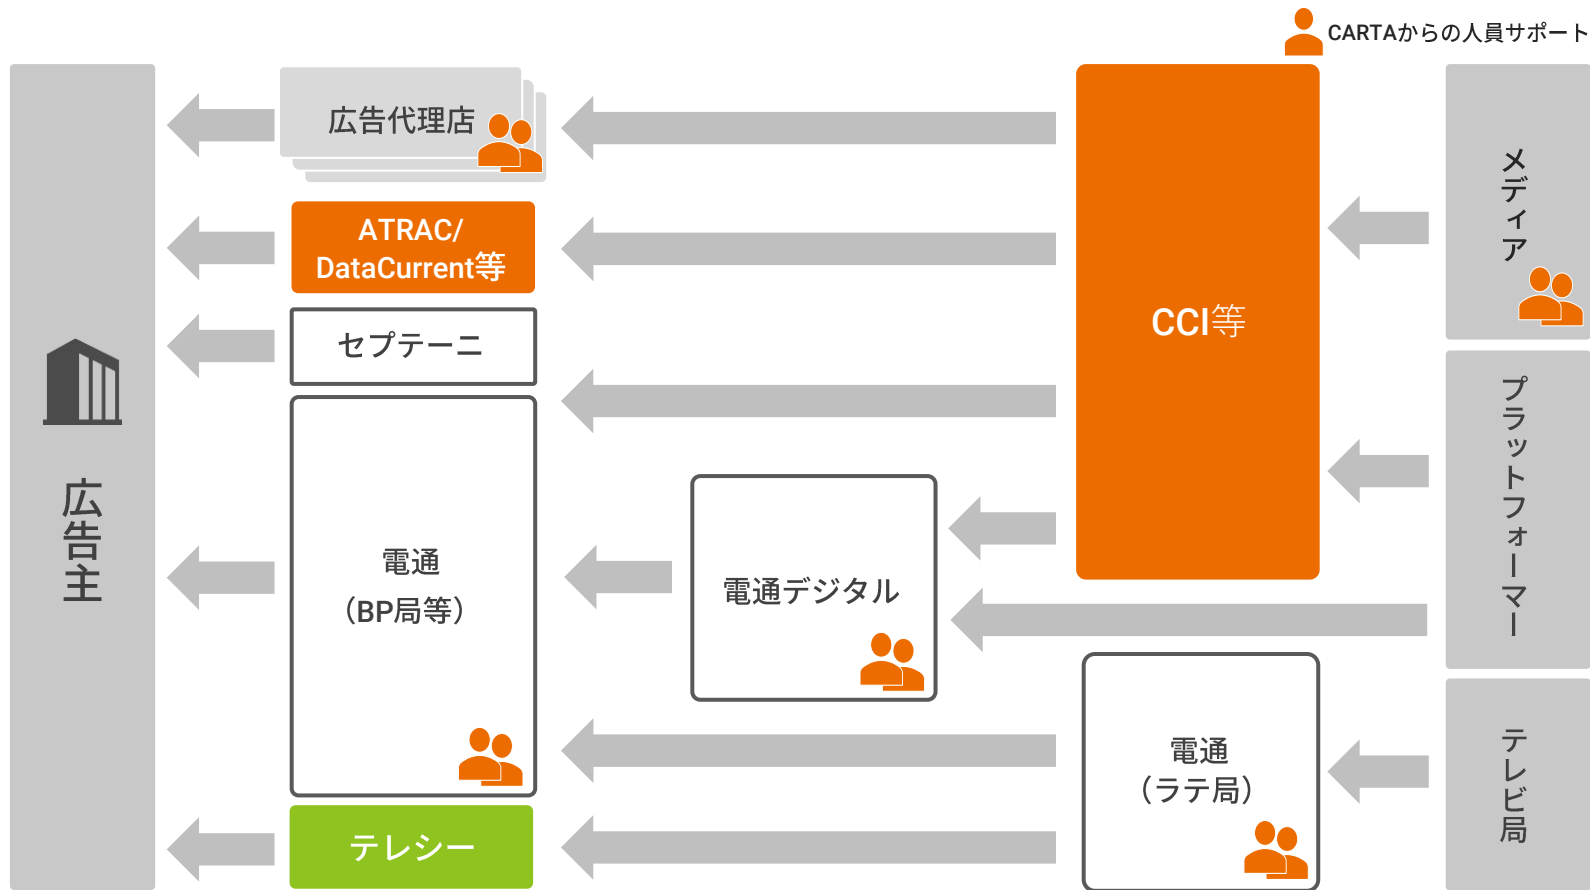 CARTAからの人員サポート
広告主
広告代理店
ATRAC/
DataCurrent等
セプテーニ
電通
（BP局等）
テレシー
電通デジタル
CCI等
電通
（ラテ局）
メディア
プラットフォーマー
テレビ局